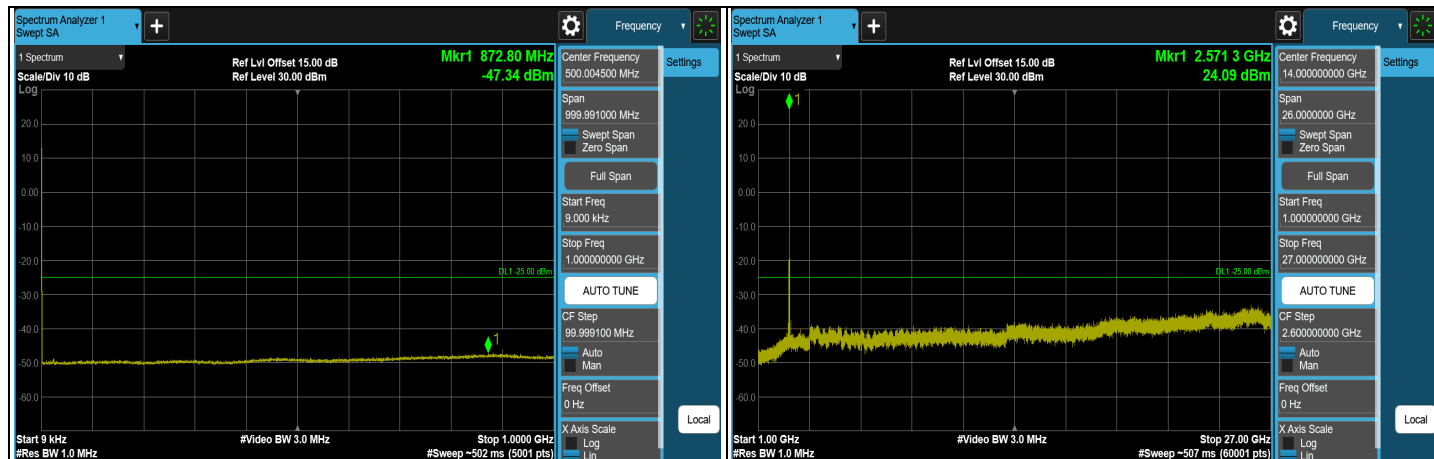 Spectrum Analyzer 1
Swept SA
+
Frequency
1 Spectrum
Scale/Div 10 dB
Log
Ref Lvl Offset 15.00 dB
Ref Level 30.00 dBm
Mkr1 872.80 MHz
-47.34 dBm
20.0
10.0
0.00
-10.0
-20.0
-30.0
-40.0
-50.0
-60.0
DL1 -25.00 dBm
1
Start 9 kHz
#Res BW 1.0 MHz
#Video BW 3.0 MHz
Stop 1.0000 GHz
#Sweep ~502 ms (5001 pts)
Center Frequency
500.004500 MHz
Span
999.991000 MHz
Swept Span
Zero Span
Full Span
Start Freq
9.000 kHz
Stop Freq
1.000000000 GHz
AUTO TUNE
CF Step
99.999100 MHz
Auto
Man
Freq Offset
0 Hz
X Axis Scale
Log
Lin
Settings
Local
Spectrum Analyzer 1
Swept SA
+
Frequency
1 Spectrum
Scale/Div 10 dB
Log
Ref Lvl Offset 15.00 dB
Ref Level 30.00 dBm
Mkr1 2.571 3 GHz
24.09 dBm
1
20.0
10.0
0.00
-10.0
-20.0
-30.0
-40.0
-50.0
-60.0
DL1 -25.00 dBm
Start 1.00 GHz
#Res BW 1.0 MHz
#Video BW 3.0 MHz
Stop 27.00 GHz
#Sweep ~507 ms (60001 pts)
Center Frequency
14.000000000 GHz
Span
26.0000000 GHz
Swept Span
Zero Span
Full Span
Start Freq
1.000000000 GHz
Stop Freq
27.000000000 GHz
AUTO TUNE
CF Step
2.600000000 GHz
Auto
Man
Freq Offset
0 Hz
X Axis Scale
Log
Lin
Settings
Local